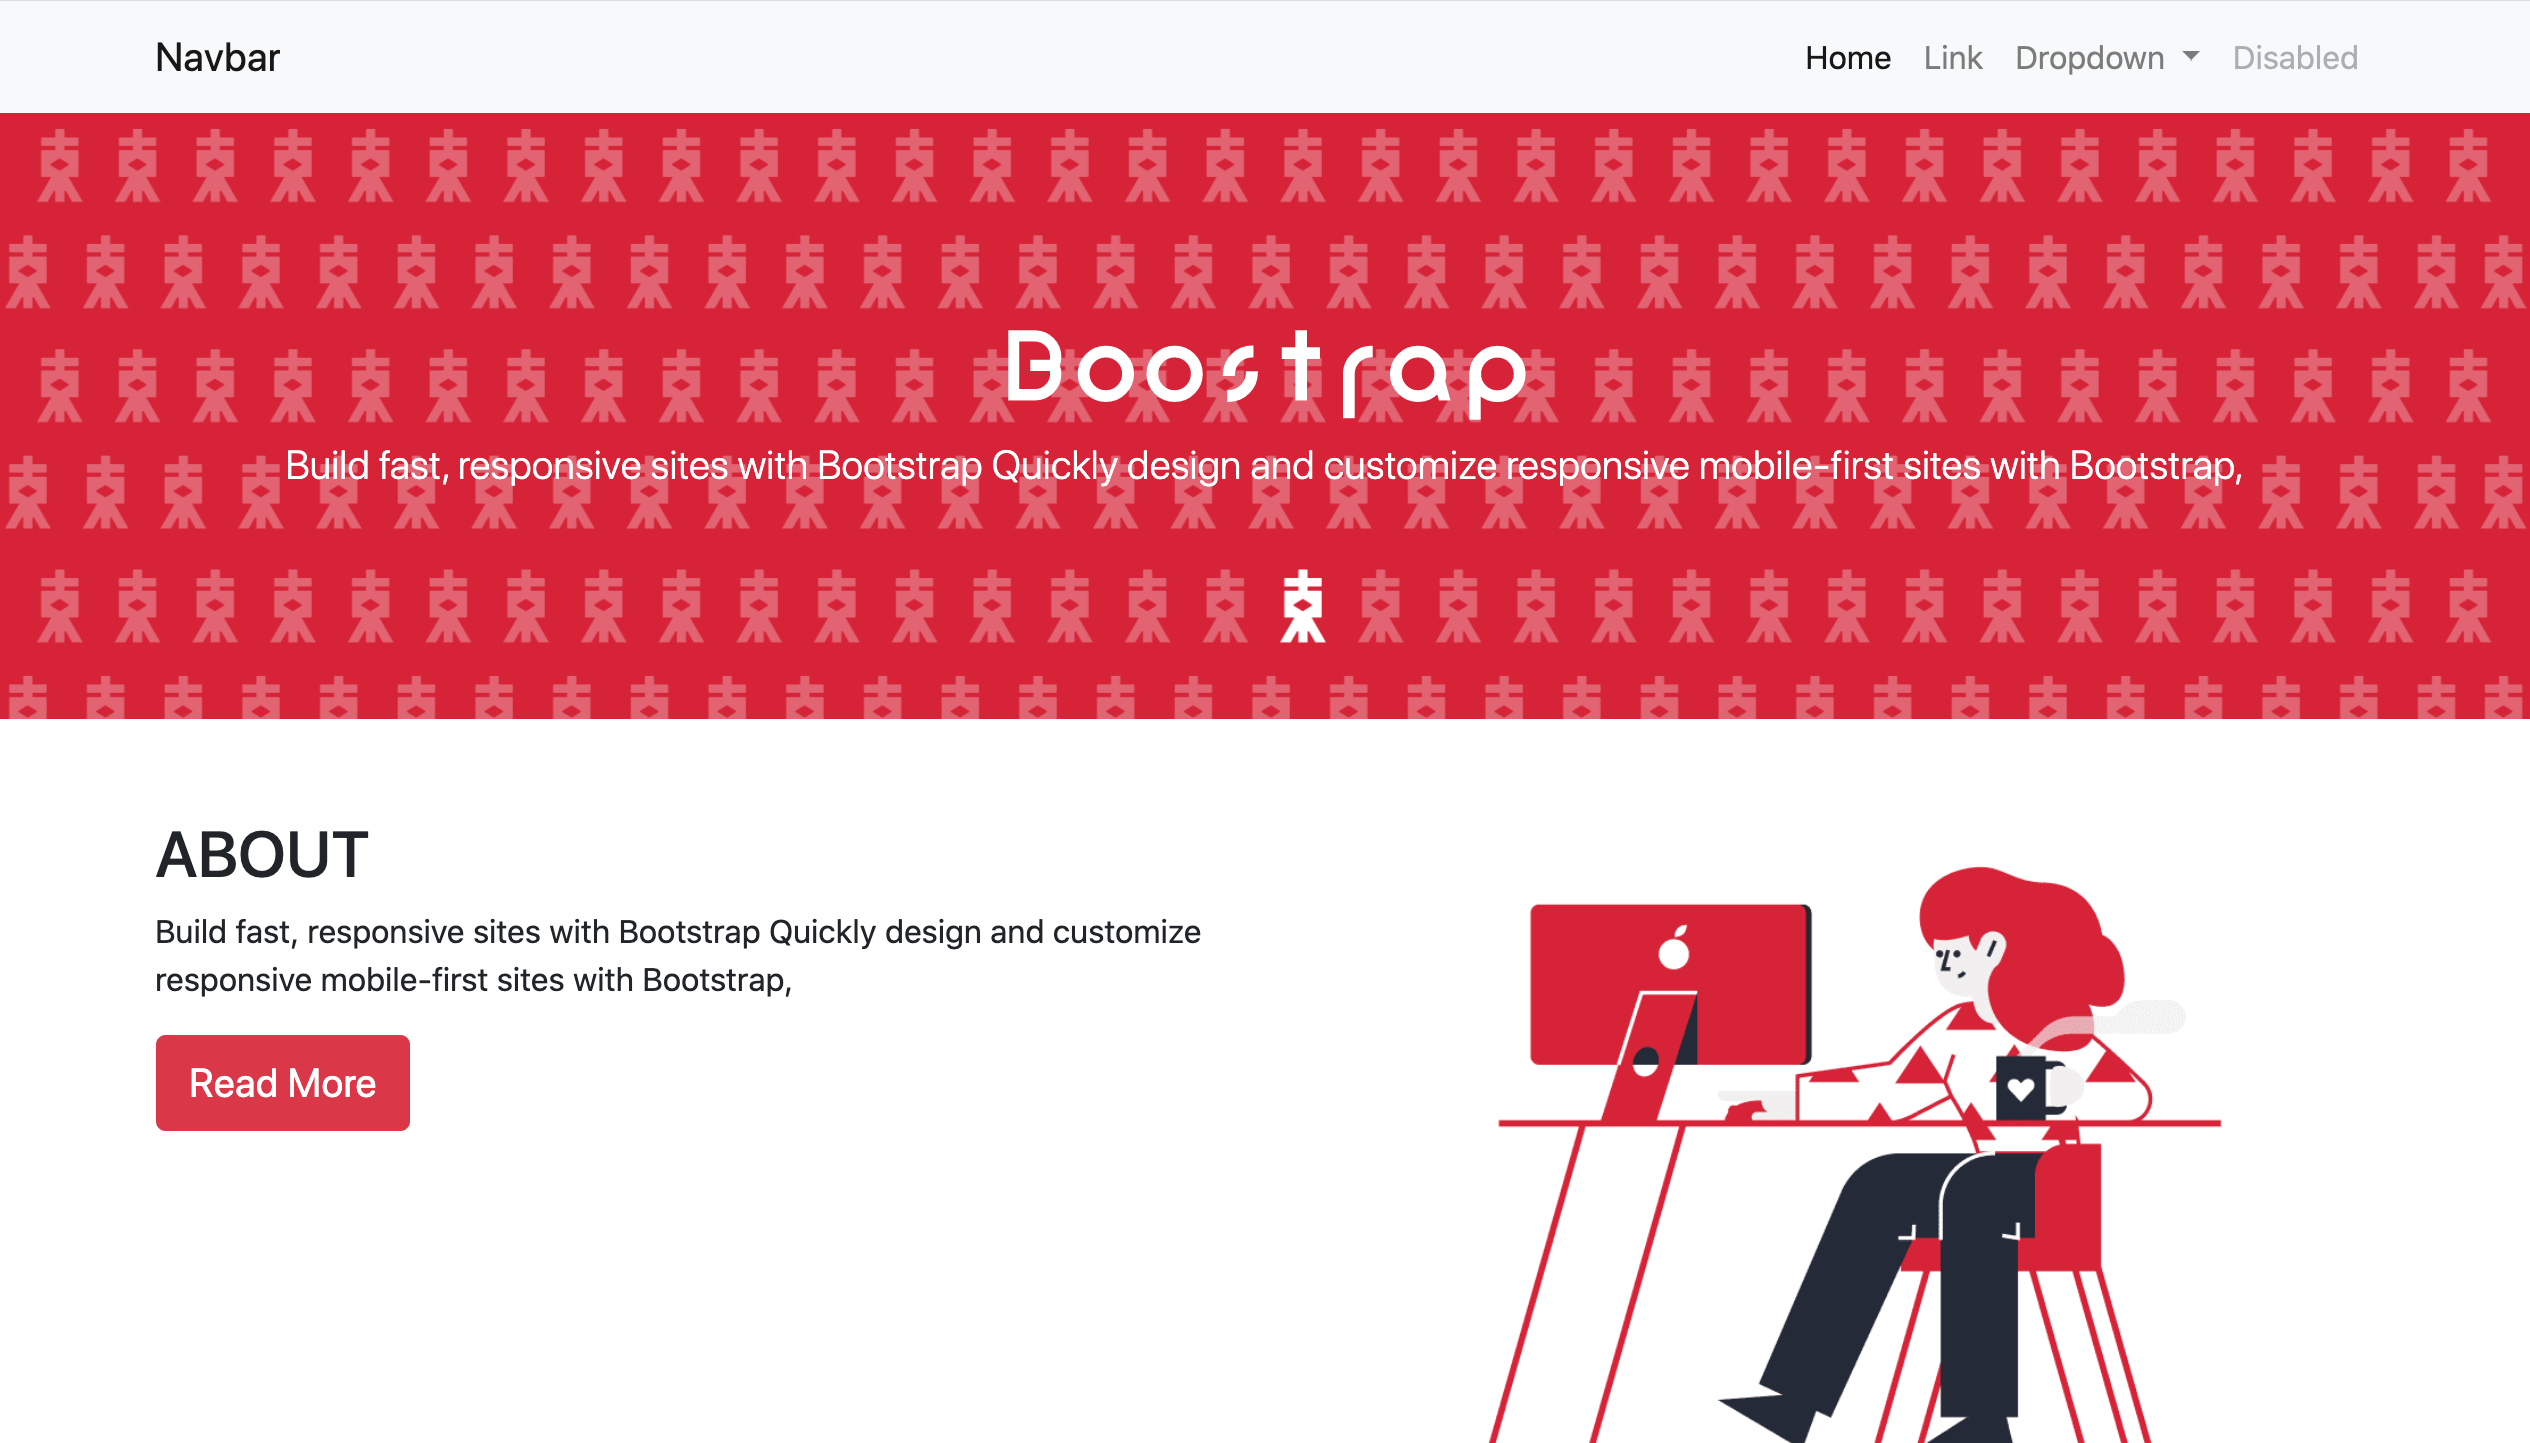 Navbar
Home Link Dropdown Disabled
Boostrap
Build fast, responsive sites with Bootstrap Quickly design and customize responsive mobile-first sites with Bootstrap,
ABOUT
Build fast, responsive sites with Bootstrap Quickly design and customize
responsive mobile-first sites with Bootstrap,
Read More